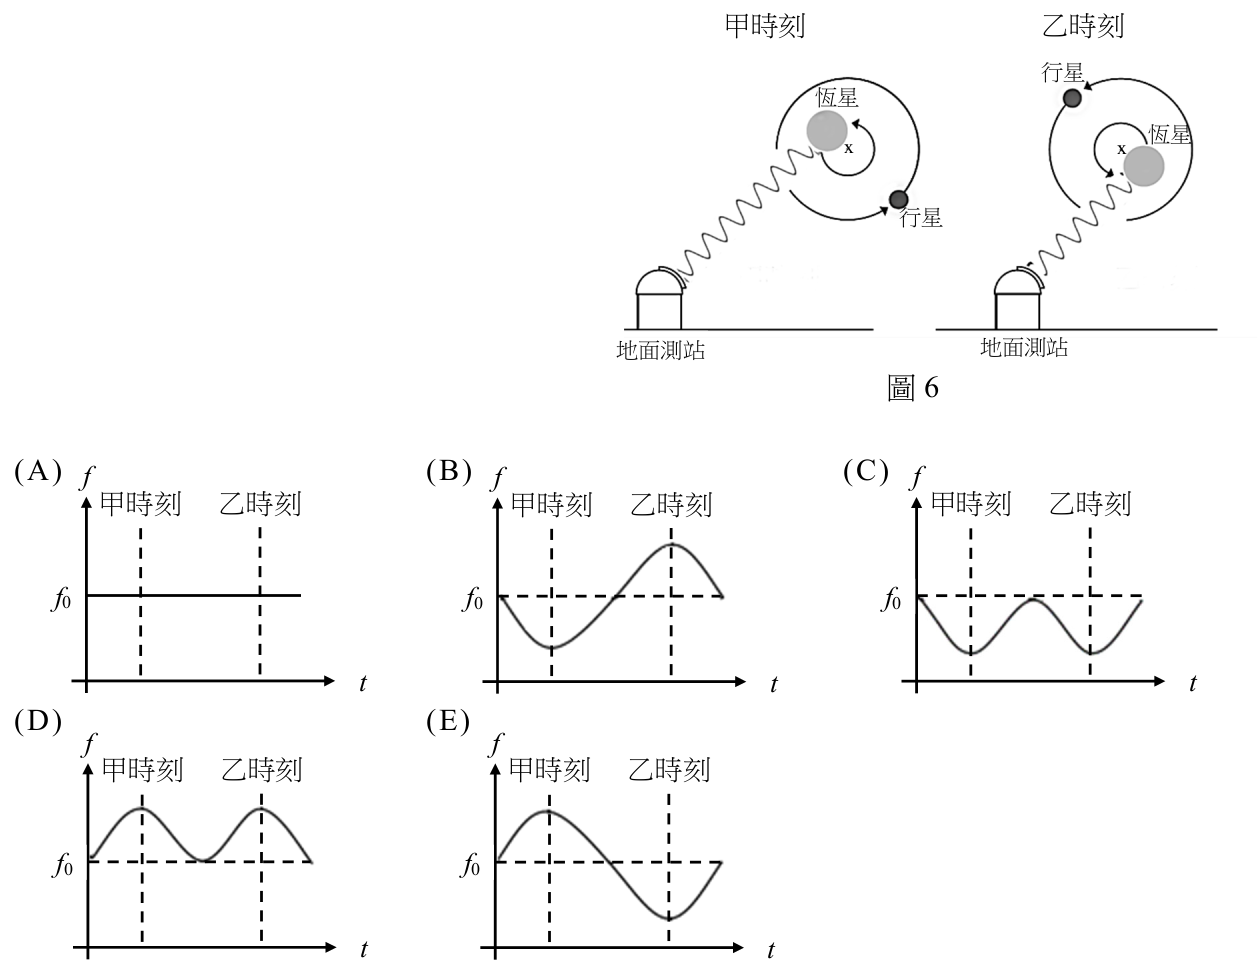 甲時刻 乙時刻
行星
恆星 恆星
x x
行星
地面測站 地面測站
圖 6
(A) f (B) f (C) f
甲時刻 乙時刻 甲時刻 乙時刻 甲時刻 乙時刻
f0 f0 f0
t t t
(D) f (E) f
甲時刻 乙時刻 甲時刻 乙時刻
f0 f0
t t